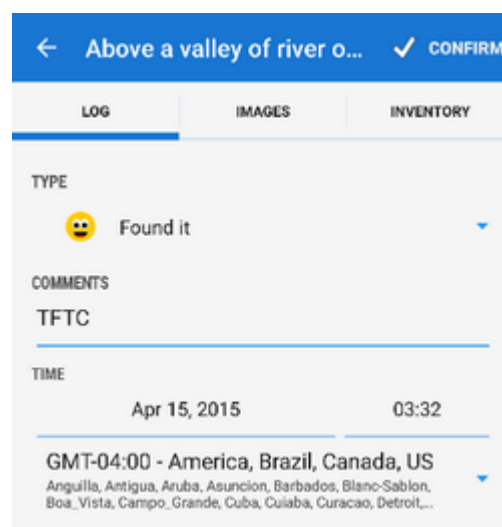 Above a valley of river o... CONFIRM
LOG IMAGES INVENTORY
TYPE
Found it
COMMENTS
TFTC
TIME
Apr 15, 2015 03:32
GMT-04:00 - America, Brazil, Canada, US
Anguilla, Antigua, Aruba, Asuncion, Barbados, Blanc-Sablon,
Boa_Vista, Campo_Grande, Cuba, Cuiaba, Curacao, Detroit,...